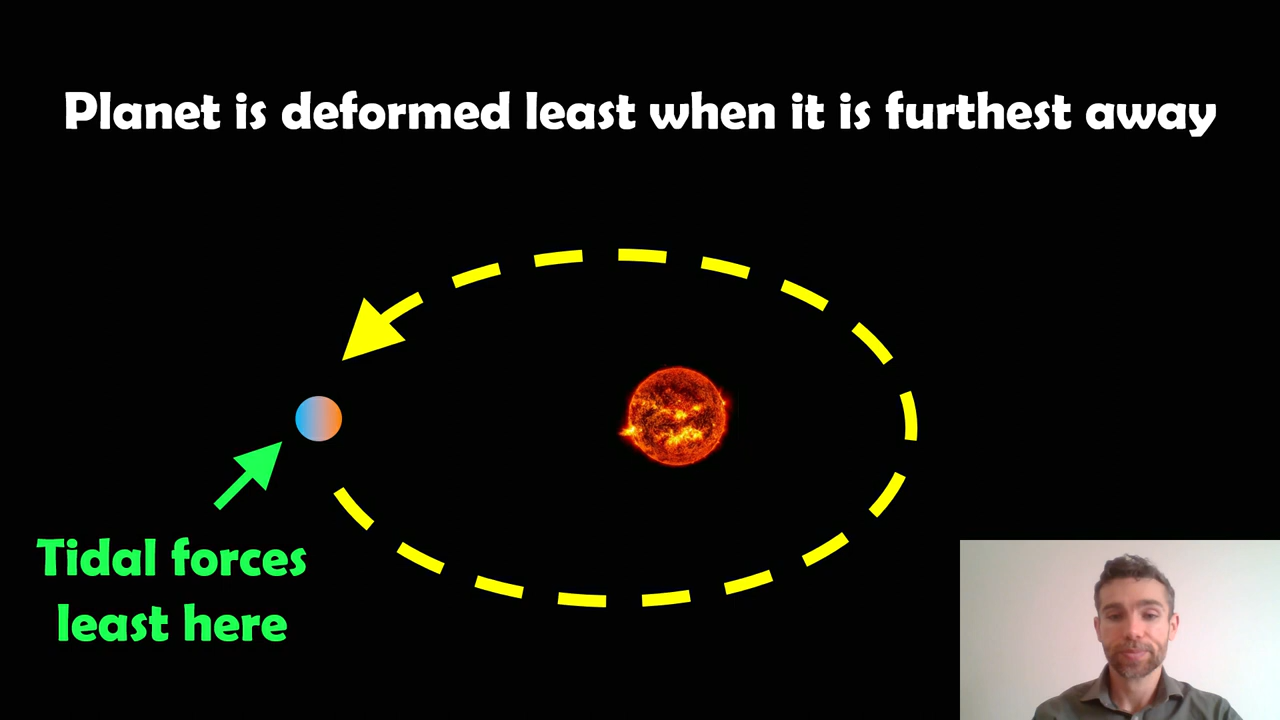 Planet is deformed least when it is furthest away
Tidal forces
least here